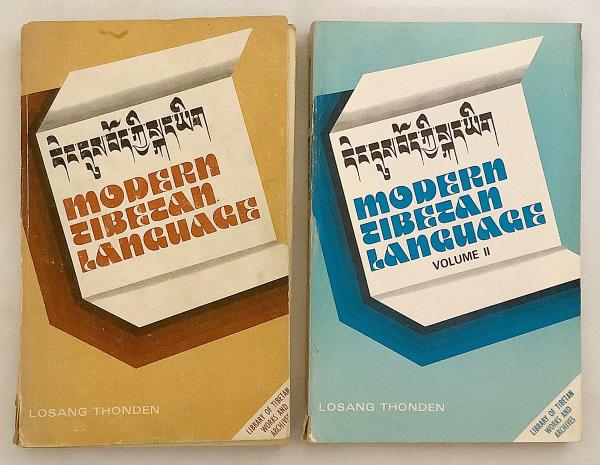 དེང་དུས་བོད་ཀྱི་སྐད་ཡིག
MODERN
TIBETAN
LANGUAGE
LOSANG THONDEN
LIBRARY OF TIBETAN
WORKS AND
ARCHIVES
དེང་དུས་བོད་ཀྱི་སྐད་ཡིག
MODERN
TIBETAN
LANGUAGE
VOLUME II
LOSANG THONDEN
LIBRARY OF TIBETAN
WORKS AND
ARCHIVES